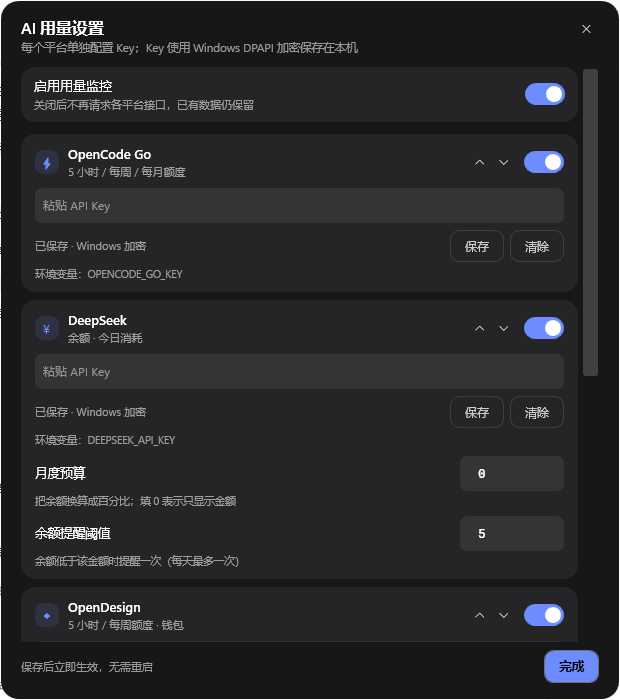 AI 用量设置
每个平台单独配置 Key；Key 使用 Windows DPAPI 加密保存在本机
启用用量监控
关闭后不再请求各平台接口，已有数据仍保留
OpenCode Go
5 小时 / 每周 / 每月额度
粘贴 API Key
已保存 · Windows 加密
保存
清除
环境变量：OPENCODE_GO_KEY
¥
DeepSeek
余额 · 今日消耗
粘贴 API Key
已保存 · Windows 加密
保存
清除
环境变量：DEEPSEEK_API_KEY
月度预算
0
把余额换算成百分比；填 0 表示只显示金额
余额提醒阈值
5
余额低于该金额时提醒一次（每天最多一次）
OpenDesign
5 小时 / 每周额度 · 钱包
保存后立即生效，无需重启
完成